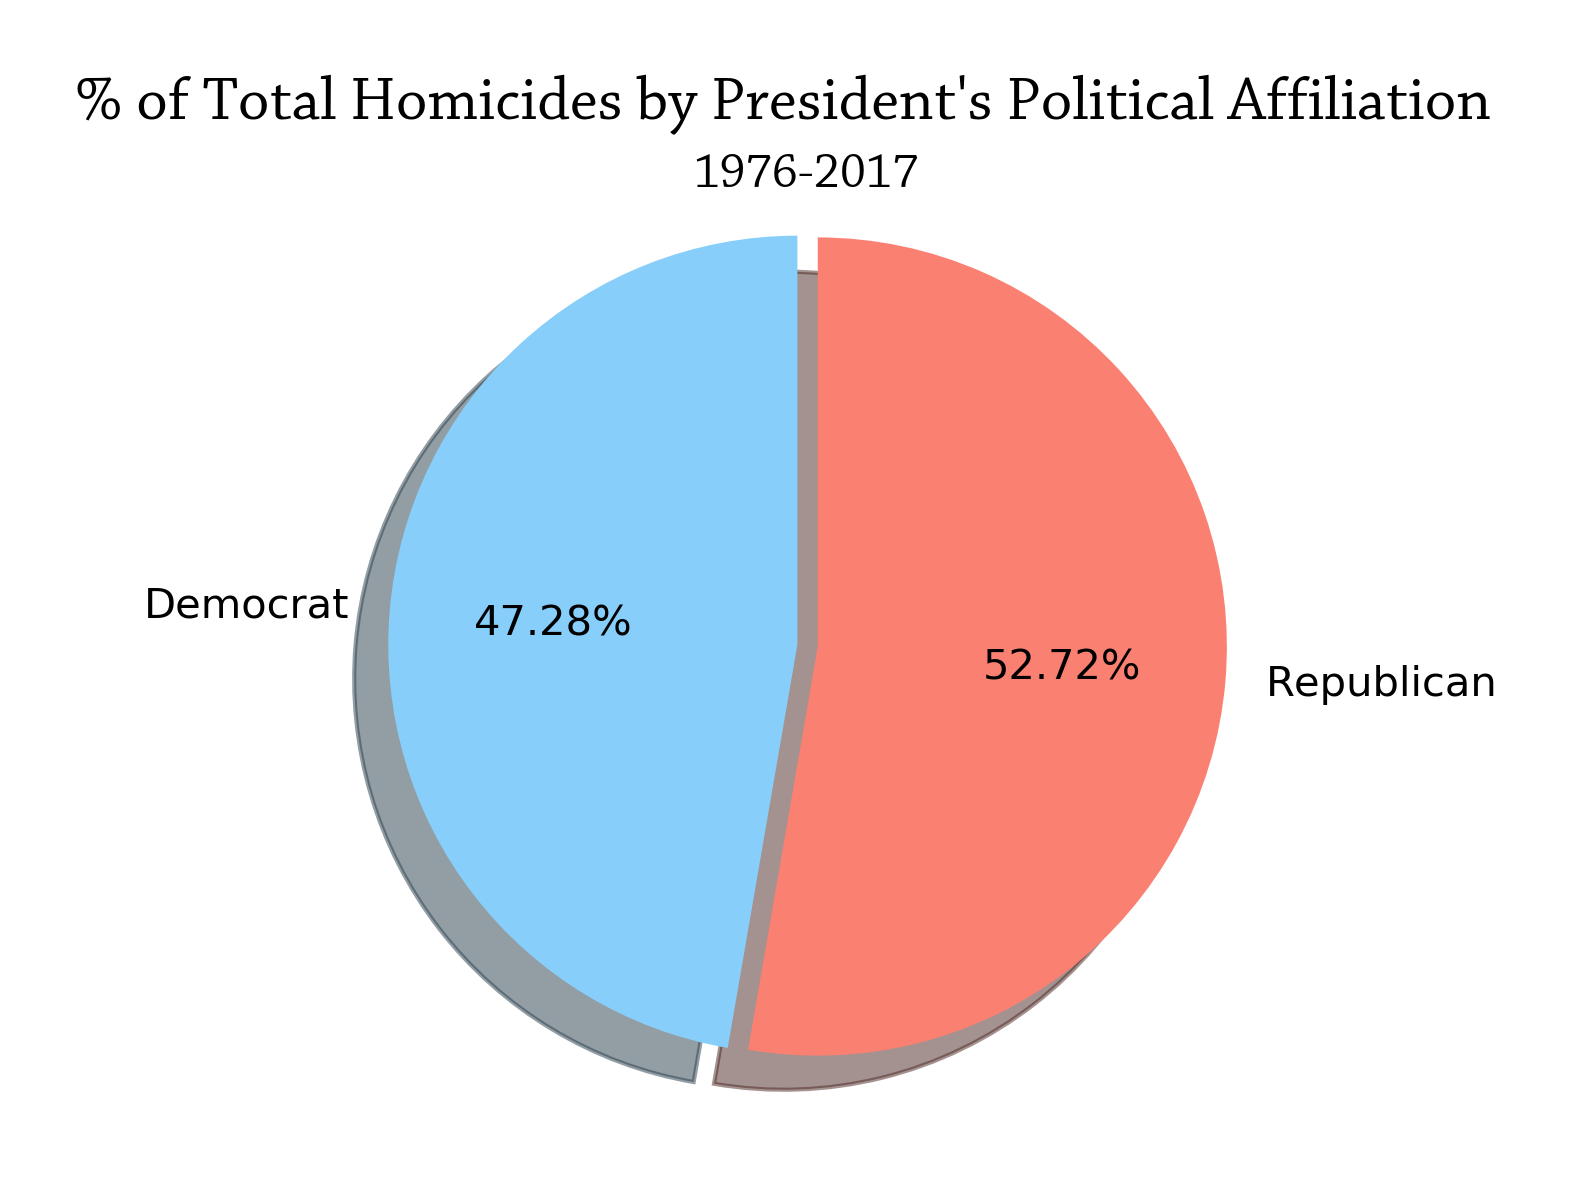 % of Total Homicides by President's Political Affiliation
1976-2017
Democrat
47.28%
52.72%
Republican